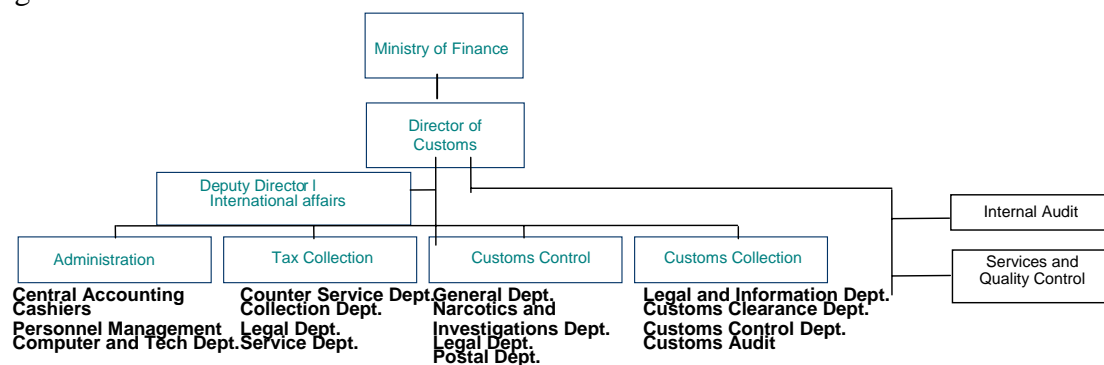 Ministry of Finance
Director of
Customs
Deputy Director I
International affairs
Internal Audit
Services and
Quality Control
Administration
Tax Collection
Customs Control
Customs Collection
Central Accounting
Cashiers
Personnel Management
Computer and Tech Dept.
Counter Service Dept.
Collection Dept.
Legal Dept.
Service Dept.
General Dept.
Narcotics and
Investigations Dept.
Legal Dept.
Postal Dept.
Legal and Information Dept.
Customs Clearance Dept.
Customs Control Dept.
Customs Audit